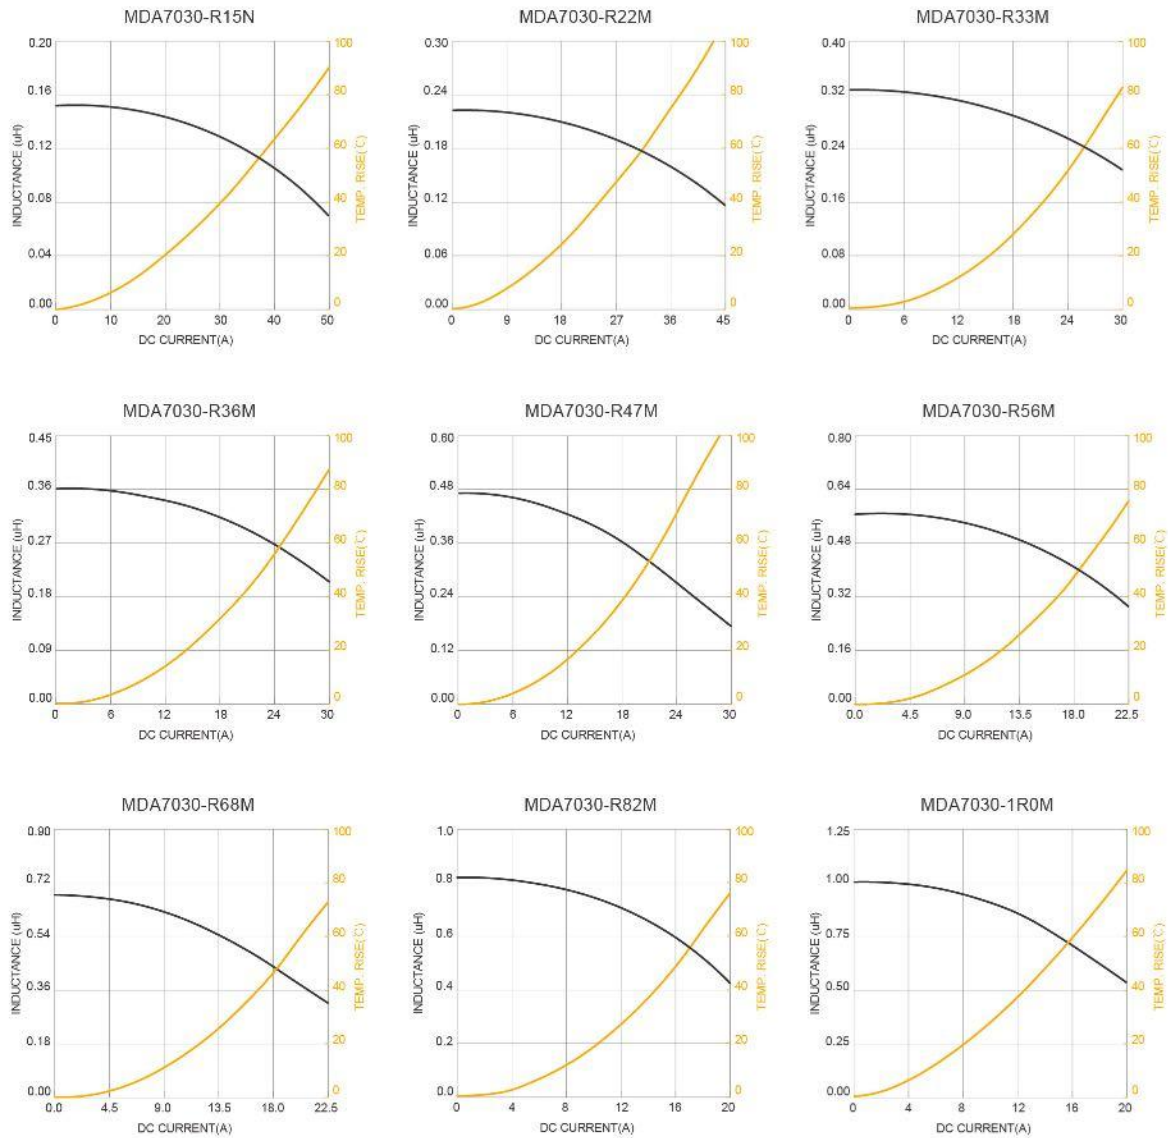 MDA7030-R15N
MDA7030-R22M
MDA7030-R33M
0.20
0.16
0.12
0.08
0.04
0.00
INDUCTANCE (uH)
100
80
60
40
20
0
TEMP. RISE(℃)
0 10 20 30 40 50
DC CURRENT(A)
0.30
0.24
0.18
0.12
0.06
0.00
INDUCTANCE (uH)
100
80
60
40
20
0
TEMP. RISE(℃)
0 9 18 27 36 45
DC CURRENT(A)
0.40
0.32
0.24
0.16
0.08
0.00
INDUCTANCE (uH)
100
80
60
40
20
0
TEMP. RISE(℃)
0 6 12 18 24 30
DC CURRENT(A)
MDA7030-R36M
MDA7030-R47M
MDA7030-R56M
0.45
0.36
0.27
0.18
0.09
0.00
INDUCTANCE (uH)
100
80
60
40
20
0
TEMP. RISE(℃)
0 6 12 18 24 30
DC CURRENT(A)
0.60
0.48
0.36
0.24
0.12
0.00
INDUCTANCE (uH)
100
80
60
40
20
0
TEMP. RISE(℃)
0 6 12 18 24 30
DC CURRENT(A)
0.80
0.64
0.48
0.32
0.16
0.00
INDUCTANCE (uH)
100
80
60
40
20
0
TEMP. RISE(℃)
0.0 4.5 9.0 13.5 18.0 22.5
DC CURRENT(A)
MDA7030-R68M
MDA7030-R82M
MDA7030-1R0M
0.90
0.72
0.54
0.36
0.18
0.00
INDUCTANCE (uH)
100
80
60
40
20
0
TEMP. RISE(℃)
0.0 4.5 9.0 13.5 18.0 22.5
DC CURRENT(A)
1.0
0.8
0.6
0.4
0.2
0.0
INDUCTANCE (uH)
100
80
60
40
20
0
TEMP. RISE(℃)
0 4 8 12 16 20
DC CURRENT(A)
1.25
1.00
0.75
0.50
0.25
0.00
INDUCTANCE (uH)
100
80
60
40
20
0
TEMP. RISE(℃)
0 4 8 12 16 20
DC CURRENT(A)